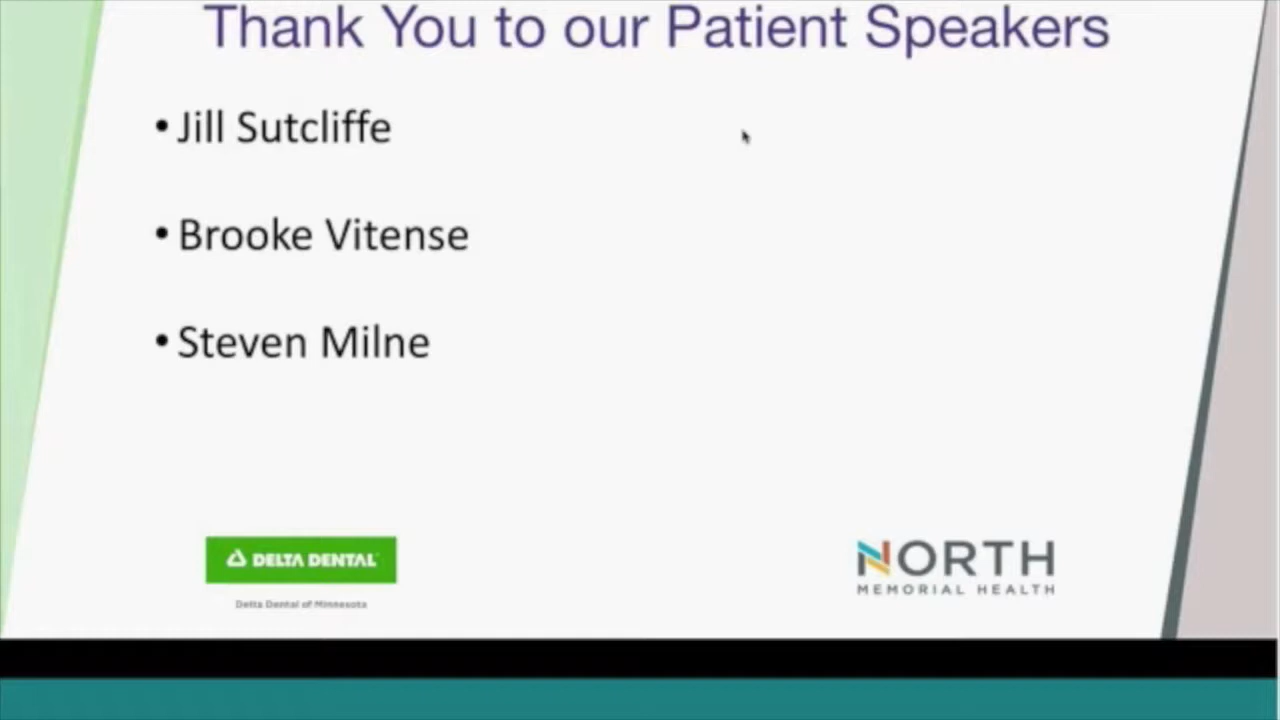 Thank You to our Patient Speakers
• Jill Sutcliffe
• Brooke Vitense
• Steven Milne
DELTA DENTAL
Delta Dental of Minnesota
NORTH
MEMORIAL HEALTH